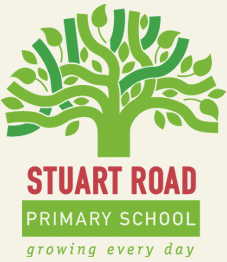 STUART ROAD
PRIMARY SCHOOL
growing every day